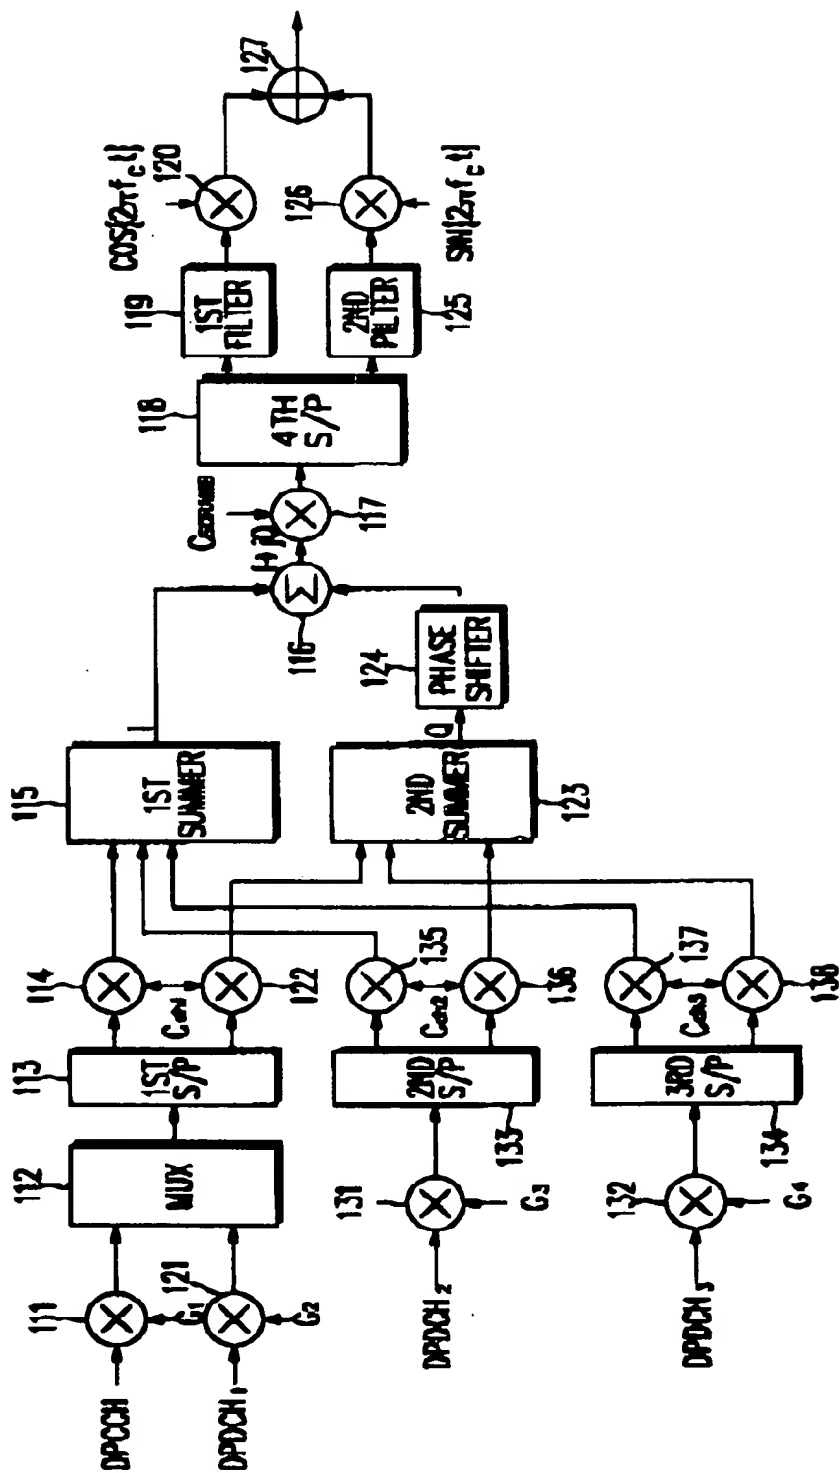 DPCCH
111
G1
DPDCH1
121
G2
112
MUX
113
1ST
S/P
114
Cch1
122
115
1ST
SUMMER
I
DPDCH2
131
G3
2ND
S/P
133
135
Cch2
136
2ND
SUMMER
123
Q
124
PHASE
SHIFTER
DPDCH3
132
G4
3RD
S/P
134
137
Cch3
138
116
Σ
I+jQ
117
118
4TH
S/P
119
1ST
FILTER
COS{2πfct}
120
2ND
PILTER
125
126
SIN{2πfct}
127